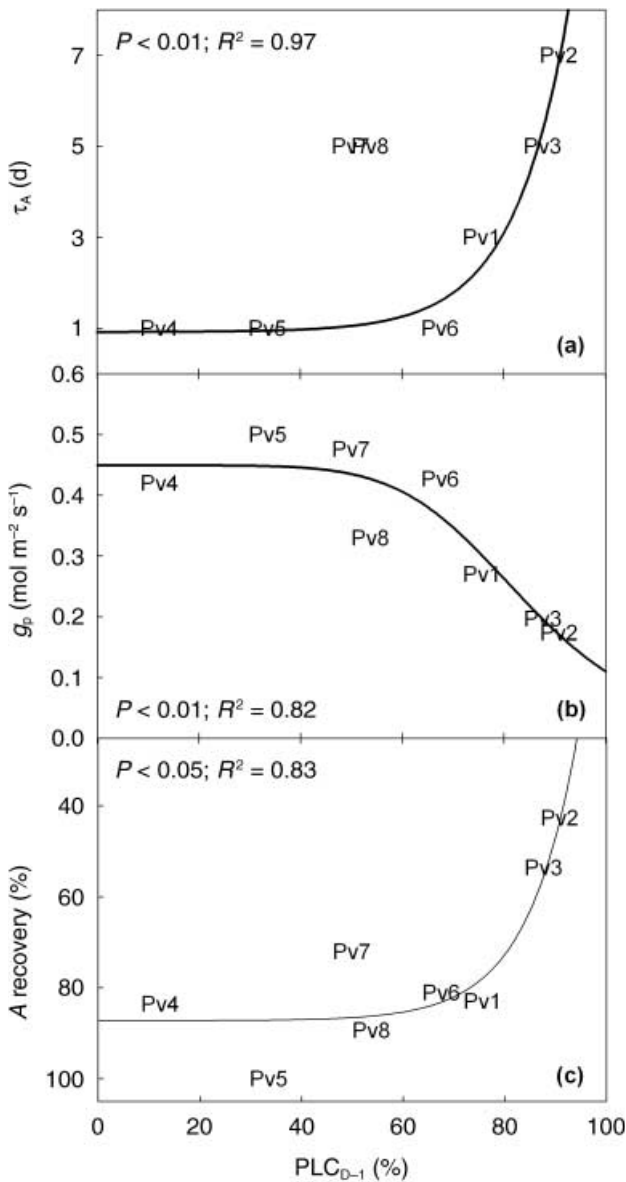 P < 0.01; R² = 0.97
7
Pv2
5
Pv7
Pv8
Pv3
τA (d)
3
Pv1
1
Pv4
Pv5
Pv6
(a)
0.6
0.5
Pv5
Pv7
0.4
Pv4
Pv6
gp (mol m⁻² s⁻¹)
0.3
Pv8
Pv1
0.2
Pv3
Pv2
0.1
P < 0.01; R² = 0.82
(b)
0.0
P < 0.05; R² = 0.83
40
Pv2
Pv3
60
A recovery (%)
Pv7
80
Pv4
Pv6
Pv1
Pv8
100
Pv5
(c)
0 20 40 60 80 100
PLCD–1 (%)